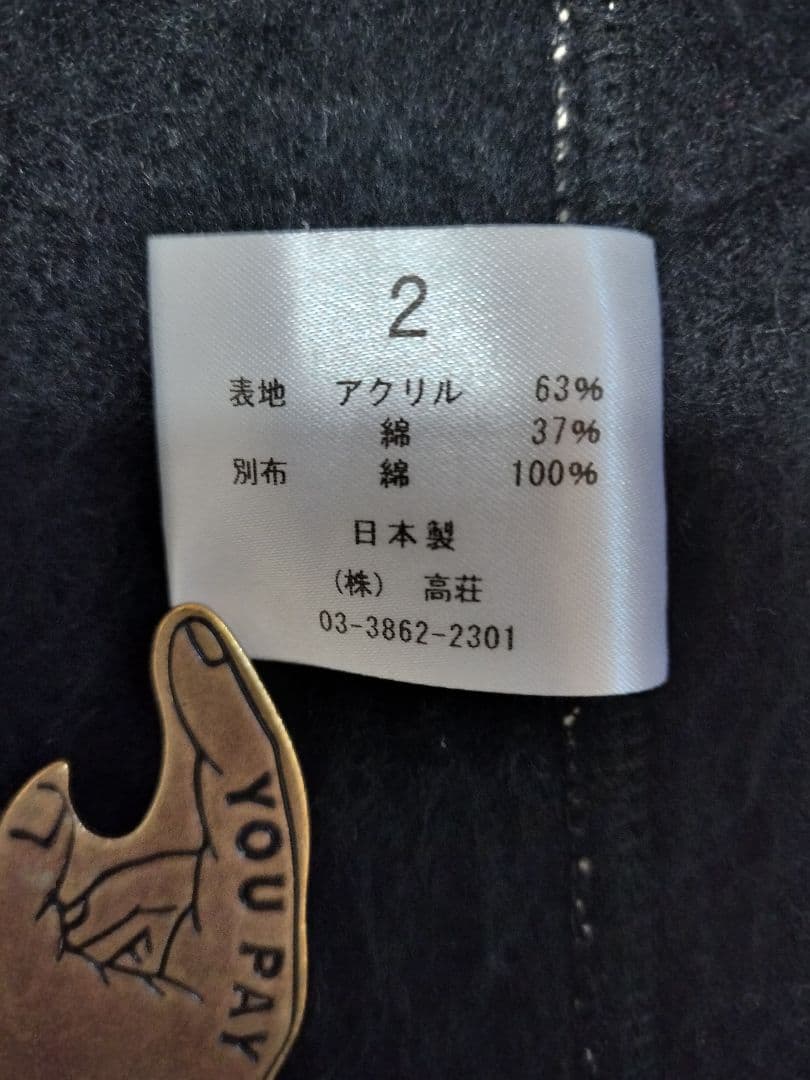 2
表地 アクリル 63%
綿 37%
別布 綿 100%
日本製
(株) 高荘
03-3862-2301
YOU PAY